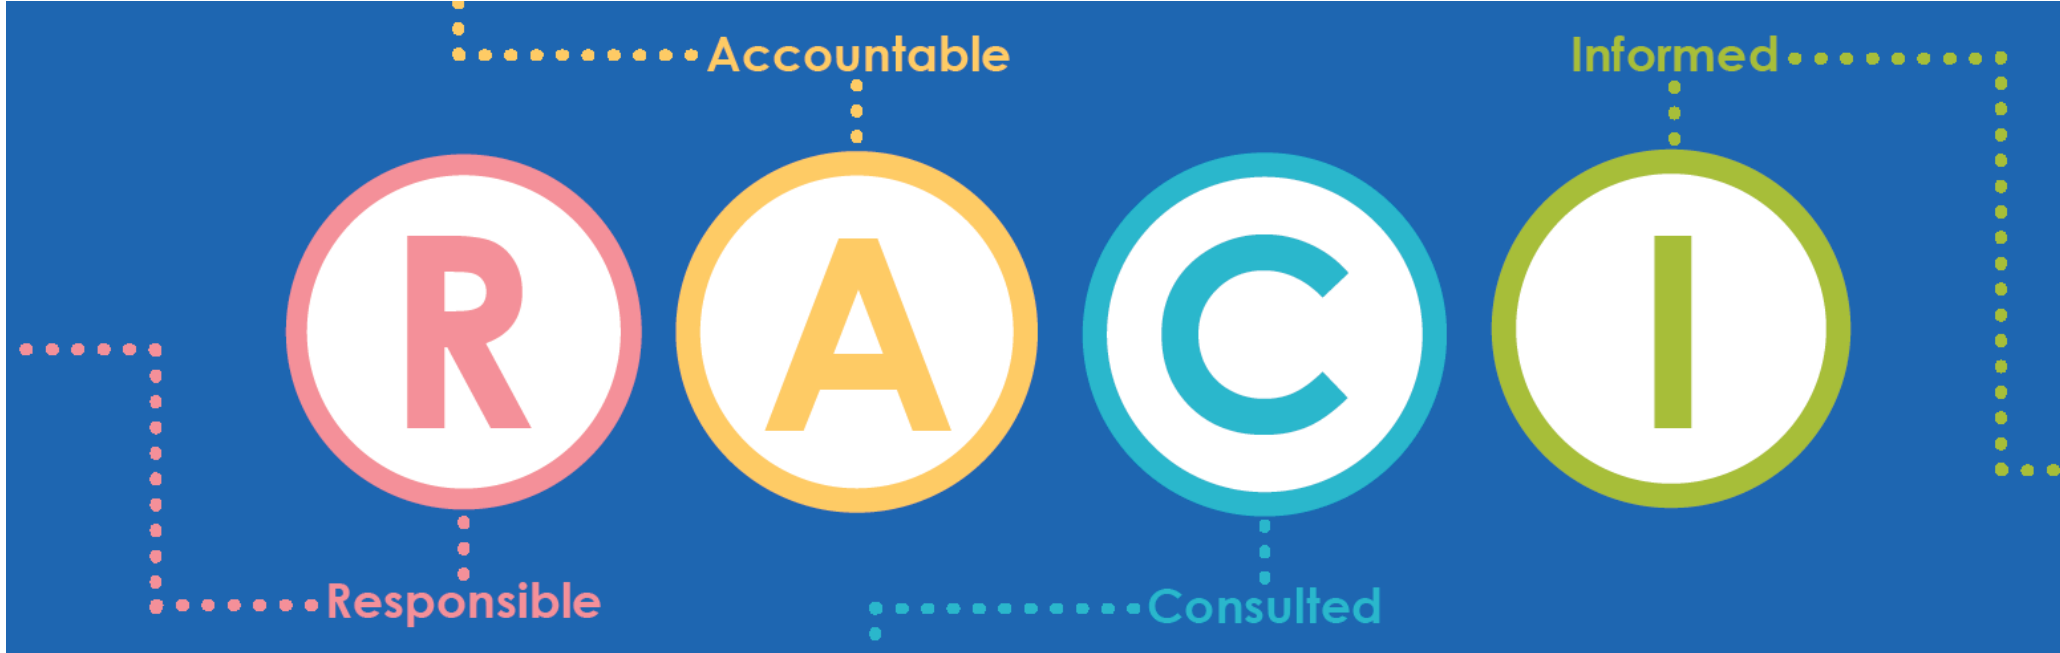 Accountable
Informed
R A C I
Responsible
Consulted